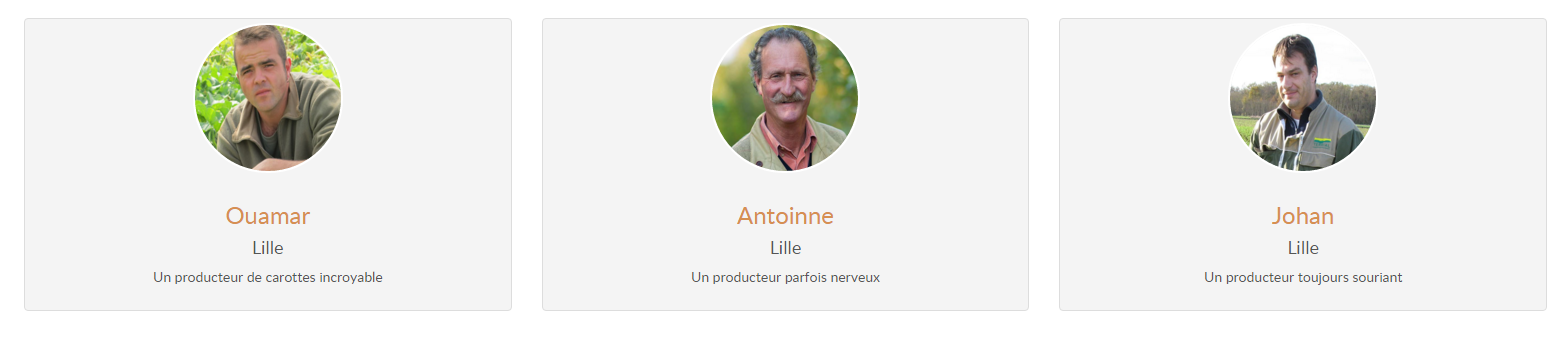 Ouamar
Lille
Un producteur de carottes incroyable
Antoinne
Lille
Un producteur parfois nerveux
Johan
Lille
Un producteur toujours souriant